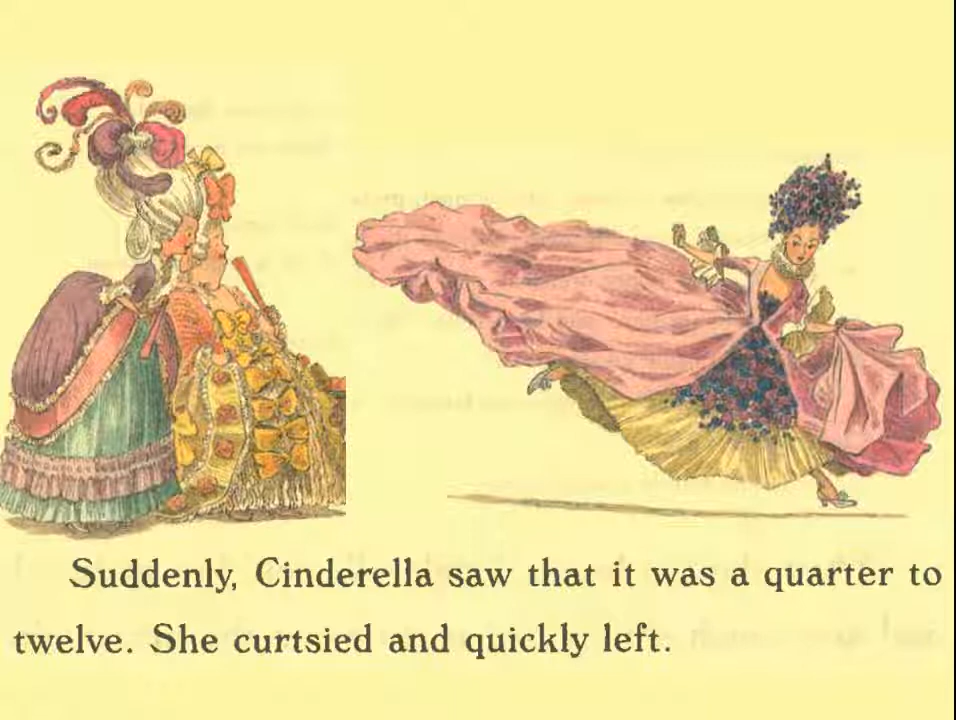 Suddenly, Cinderella saw that it was a quarter to
twelve. She curtsied and quickly left.